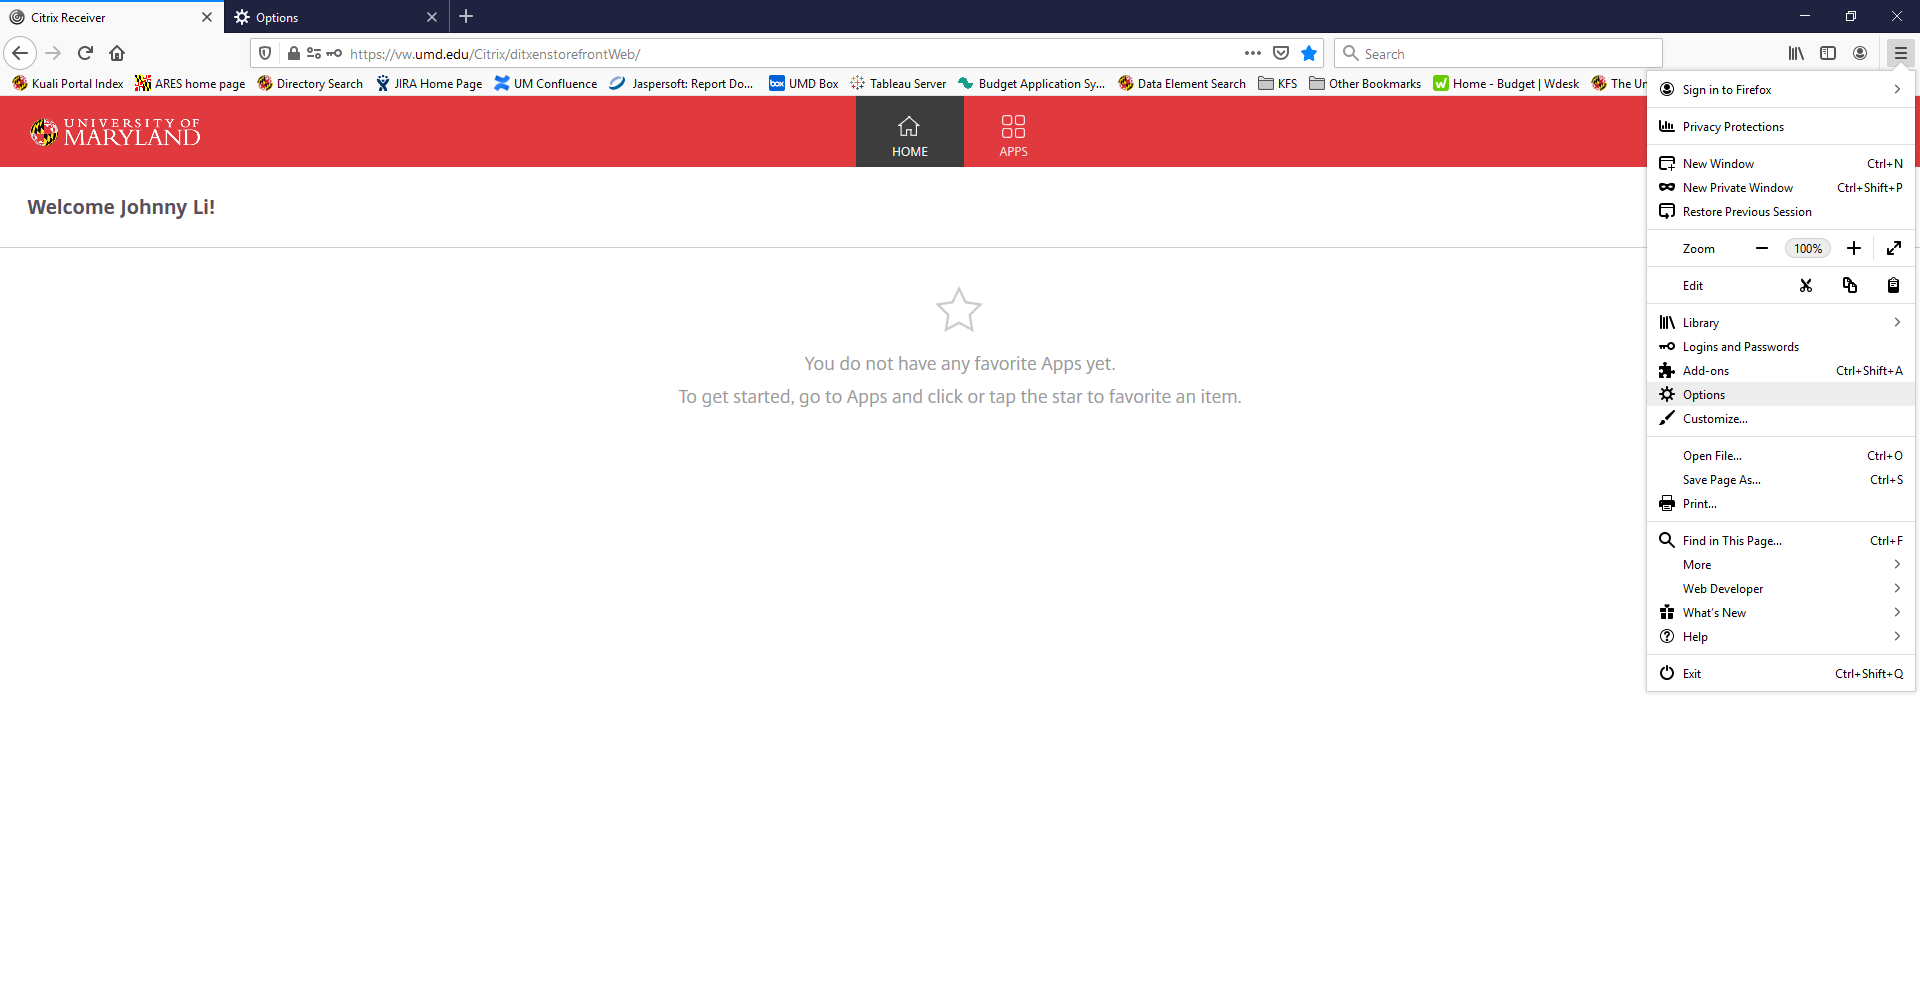 Citrix Receiver
Options
https://vw.umd.edu/Citrix/ditxenstorefrontWeb/
Search
Kuali Portal Index
ARES home page
Directory Search
JIRA Home Page
UM Confluence
Jaspersoft: Report Do...
box
UMD Box
Tableau Server
Budget Application Sy...
Data Element Search
KFS
Other Bookmarks
W
Home - Budget | Wdesk
The Un
UNIVERSITY OF
MARYLAND
HOME
APPS
Welcome Johnny Li!
You do not have any favorite Apps yet.
To get started, go to Apps and click or tap the star to favorite an item.
Sign in to Firefox
Privacy Protections
New Window Ctrl+N
New Private Window Ctrl+Shift+P
Restore Previous Session
Zoom 100%
Edit
Library
Logins and Passwords
Add-ons Ctrl+Shift+A
Options
Customize...
Open File... Ctrl+O
Save Page As... Ctrl+S
Print...
Find in This Page... Ctrl+F
More
Web Developer
What's New
Help
Exit Ctrl+Shift+Q